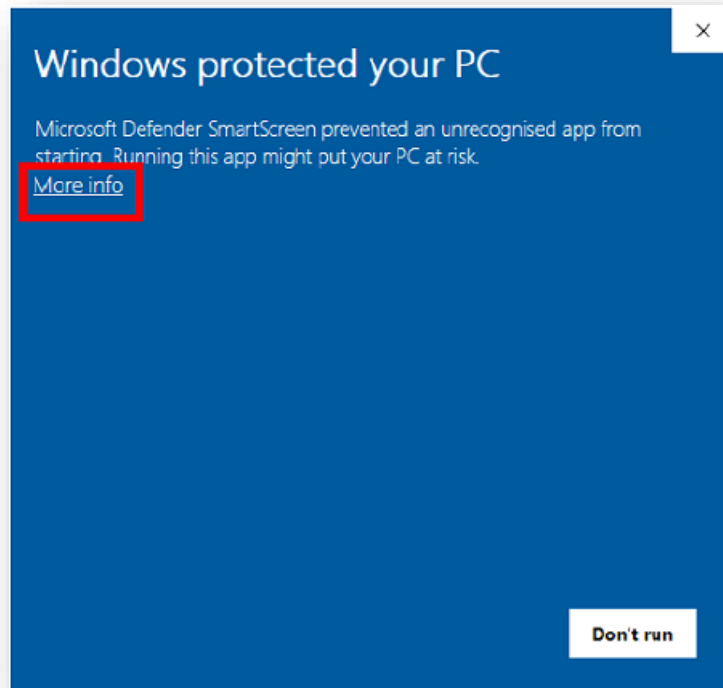 Windows protected your PC
Microsoft Defender SmartScreen prevented an unrecognised app from
starting. Running this app might put your PC at risk.
More info
Don't run